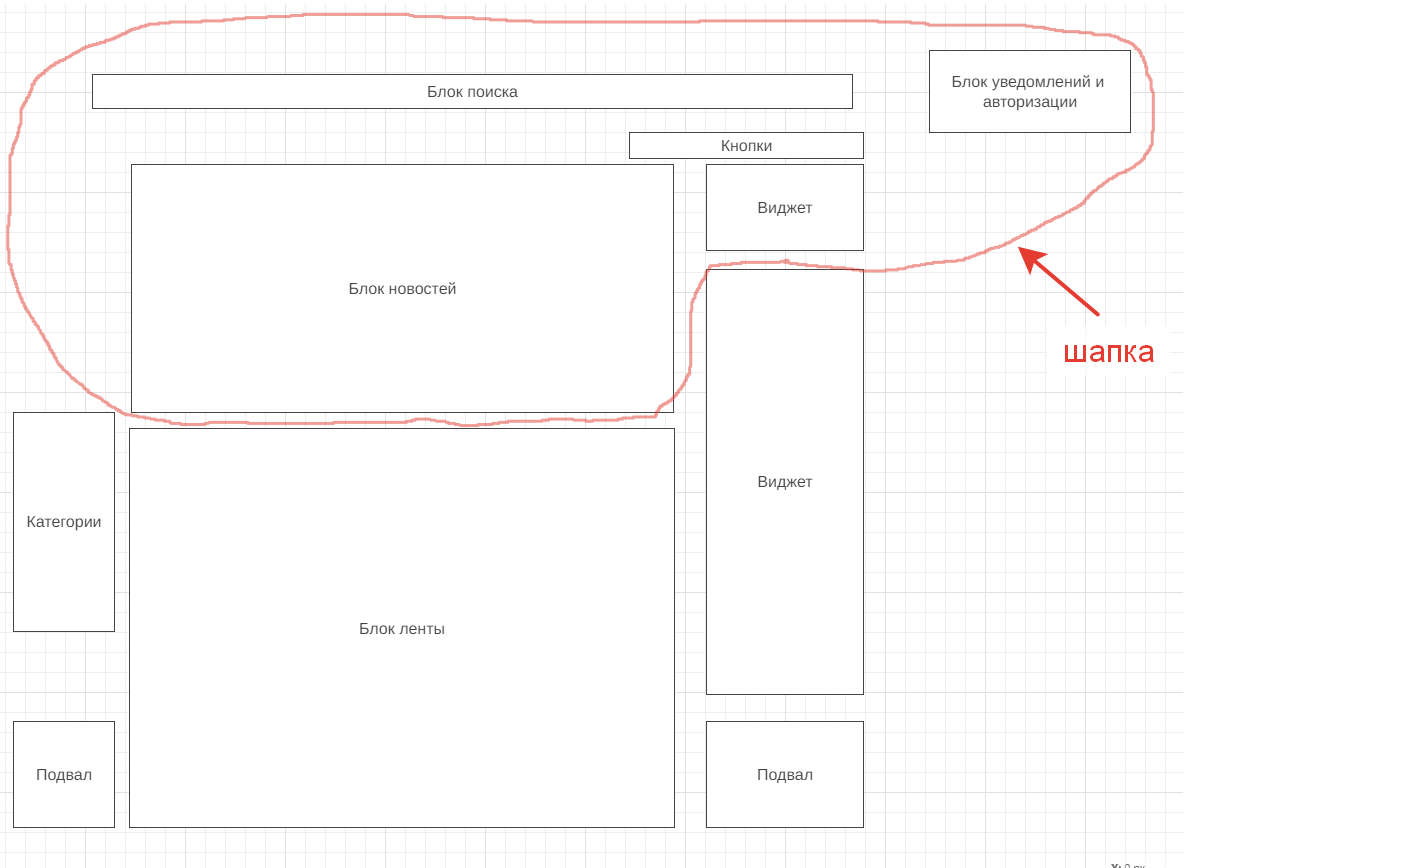 Блок поиска
Блок уведомлений и
авторизации
Кнопки
Виджет
Блок новостей
шапка
Категории
Виджет
Блок ленты
Подвал
Подвал